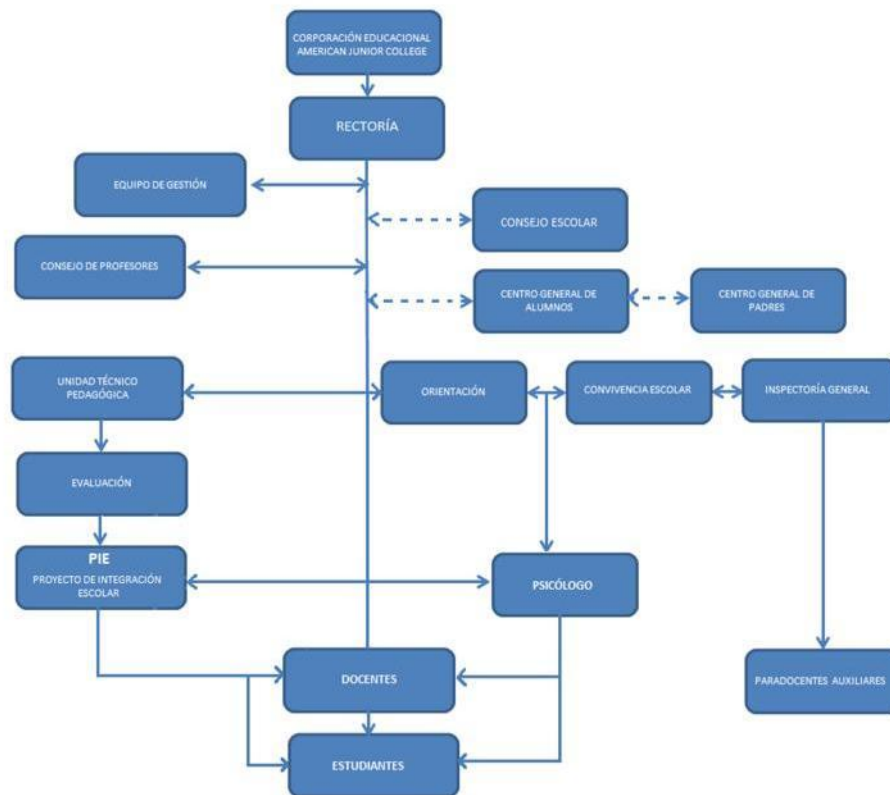 CORPORACIÓN EDUCACIONAL
AMERICAN JUNIOR COLLEGE
RECTORÍA
EQUIPO DE GESTIÓN
CONSEJO ESCOLAR
CONSEJO DE PROFESORES
CENTRO GENERAL DE
ALUMNOS
CENTRO GENERAL DE
PADRES
UNIDAD TÉCNICO
PEDAGÓGICA
ORIENTACIÓN
CONVIVENCIA ESCOLAR
INSPECTORÍA GENERAL
EVALUACIÓN
PIE
PROYECTO DE INTEGRACIÓN
ESCOLAR
PSICÓLOGO
DOCENTES
PARADOCENTES AUXILIARES
ESTUDIANTES